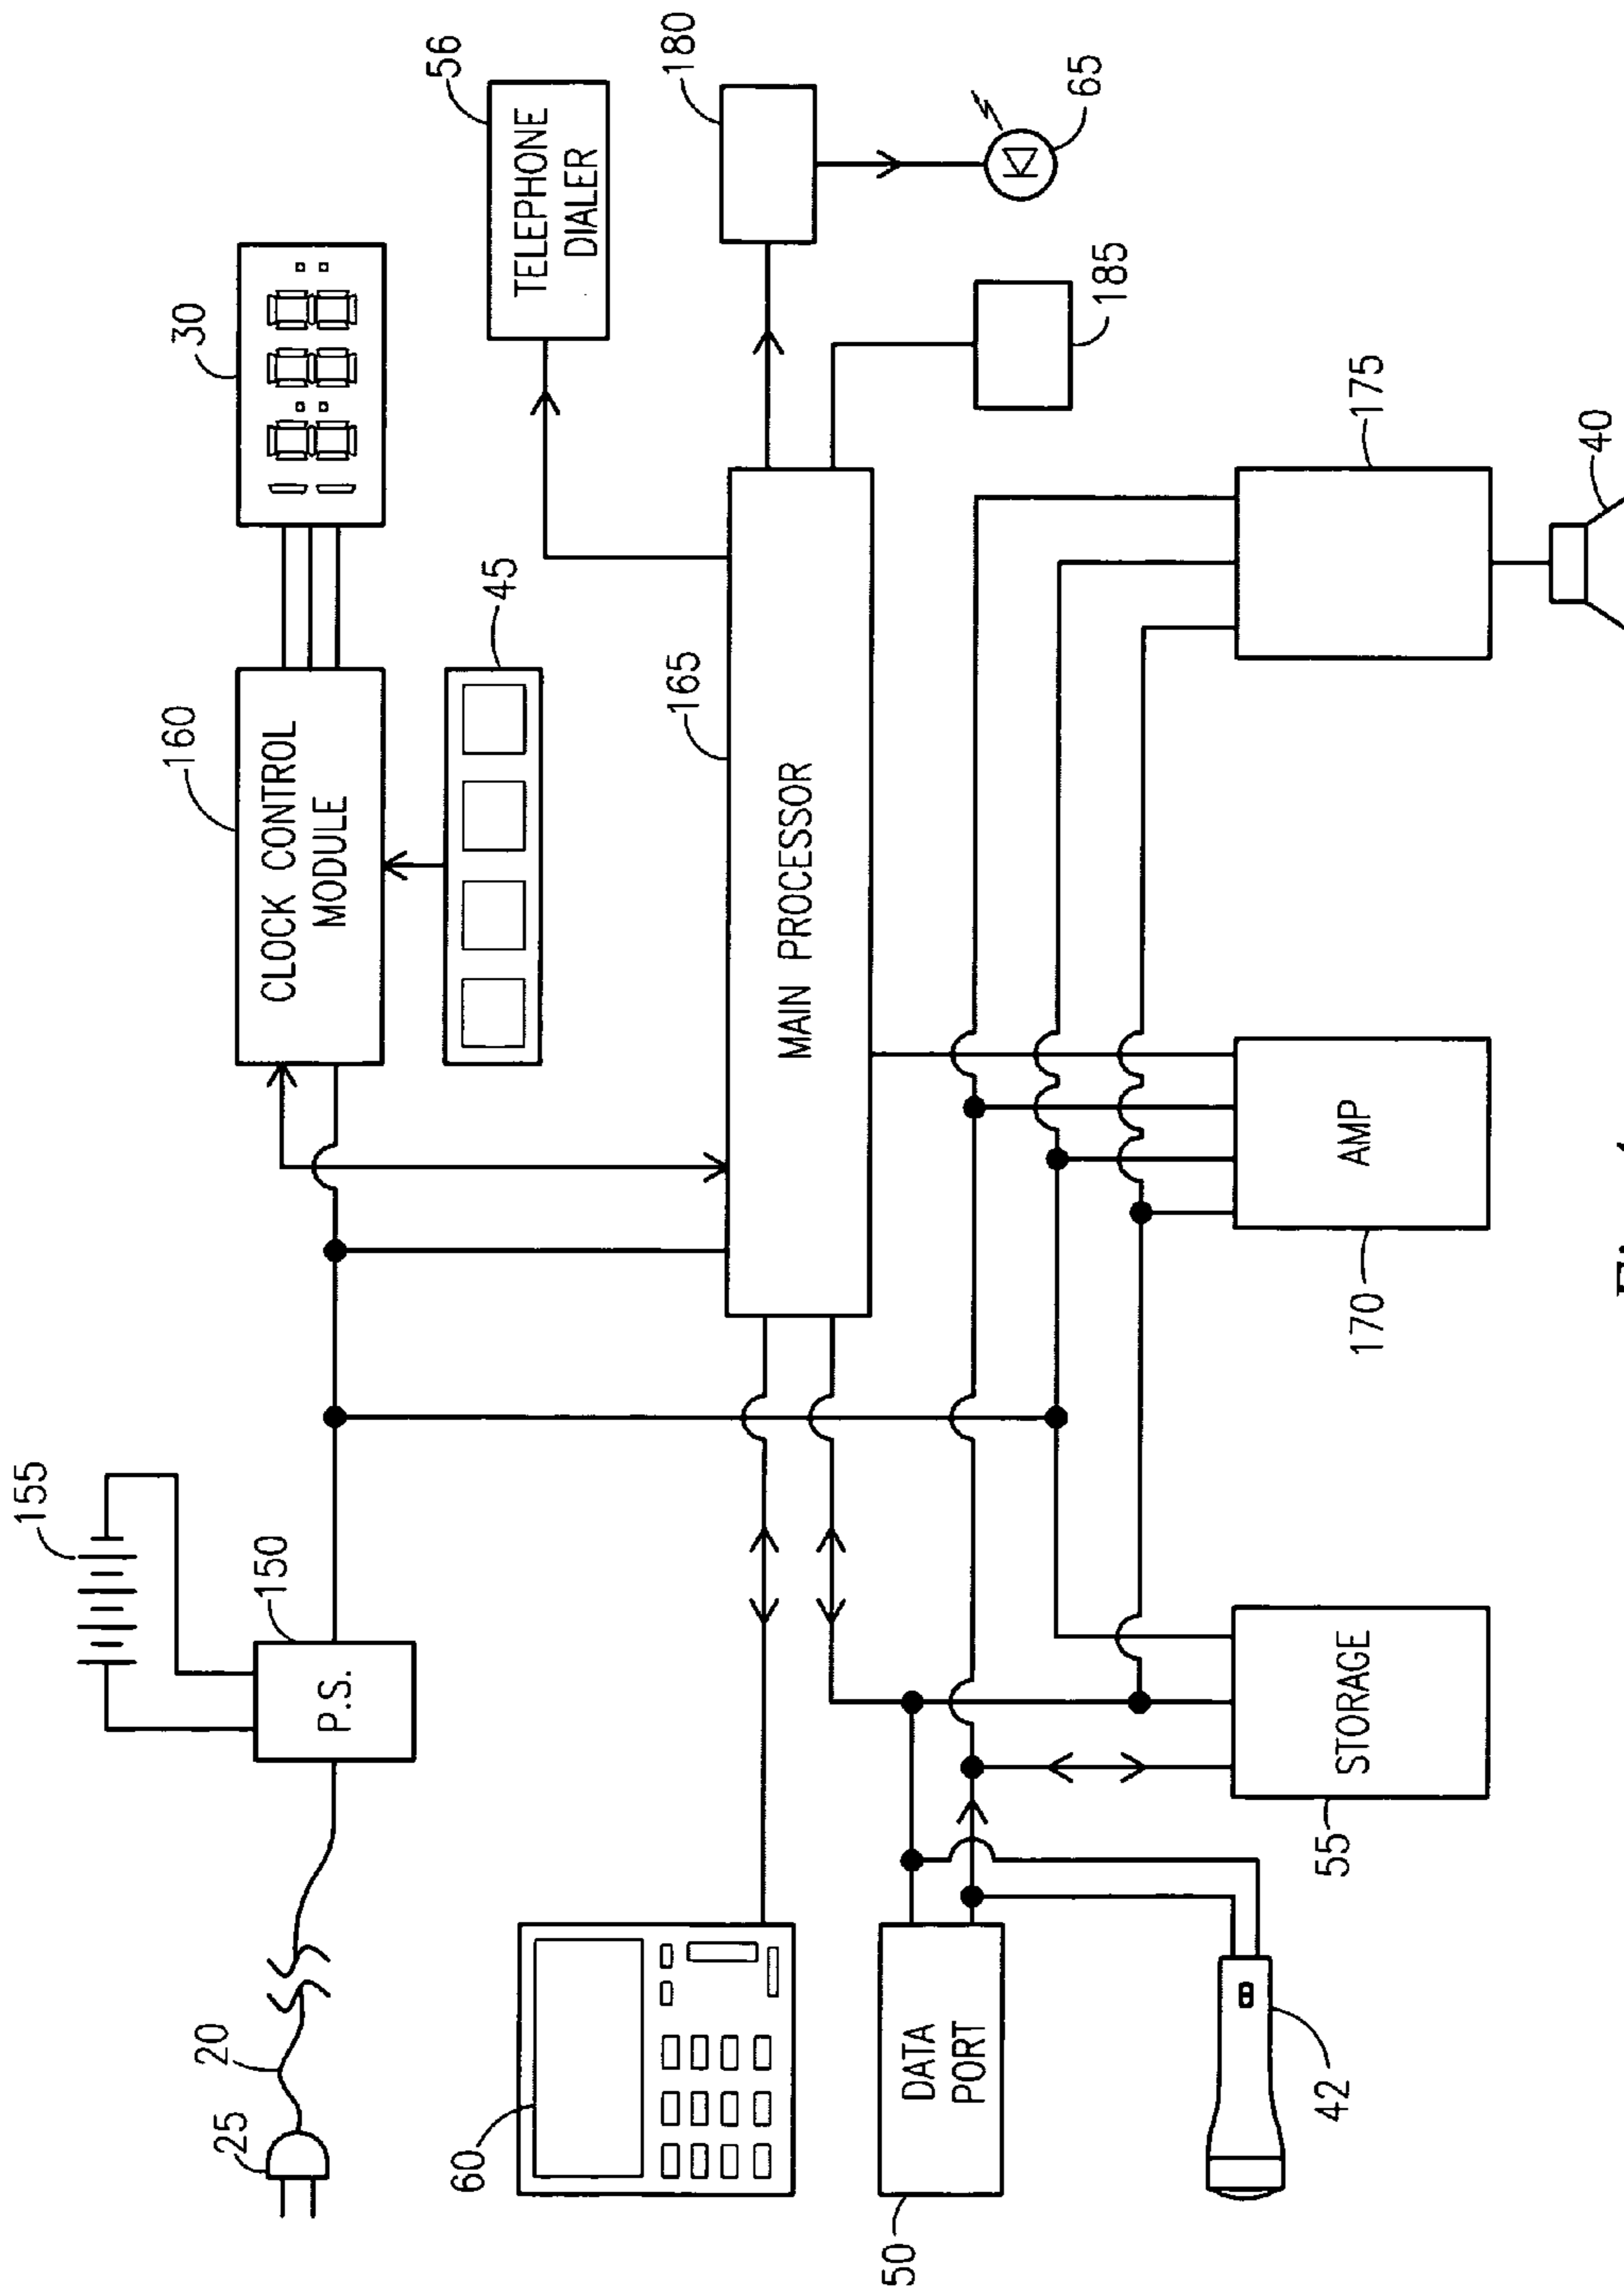 155
160
30
20
25
150
CLOCK CONTROL
MODULE
P.S.
56
60
45
TELEPHONE
DIALER
180
165
MAIN PROCESSOR
50
DATA
PORT
65
185
42
55
STORAGE
170
AMP
175
40